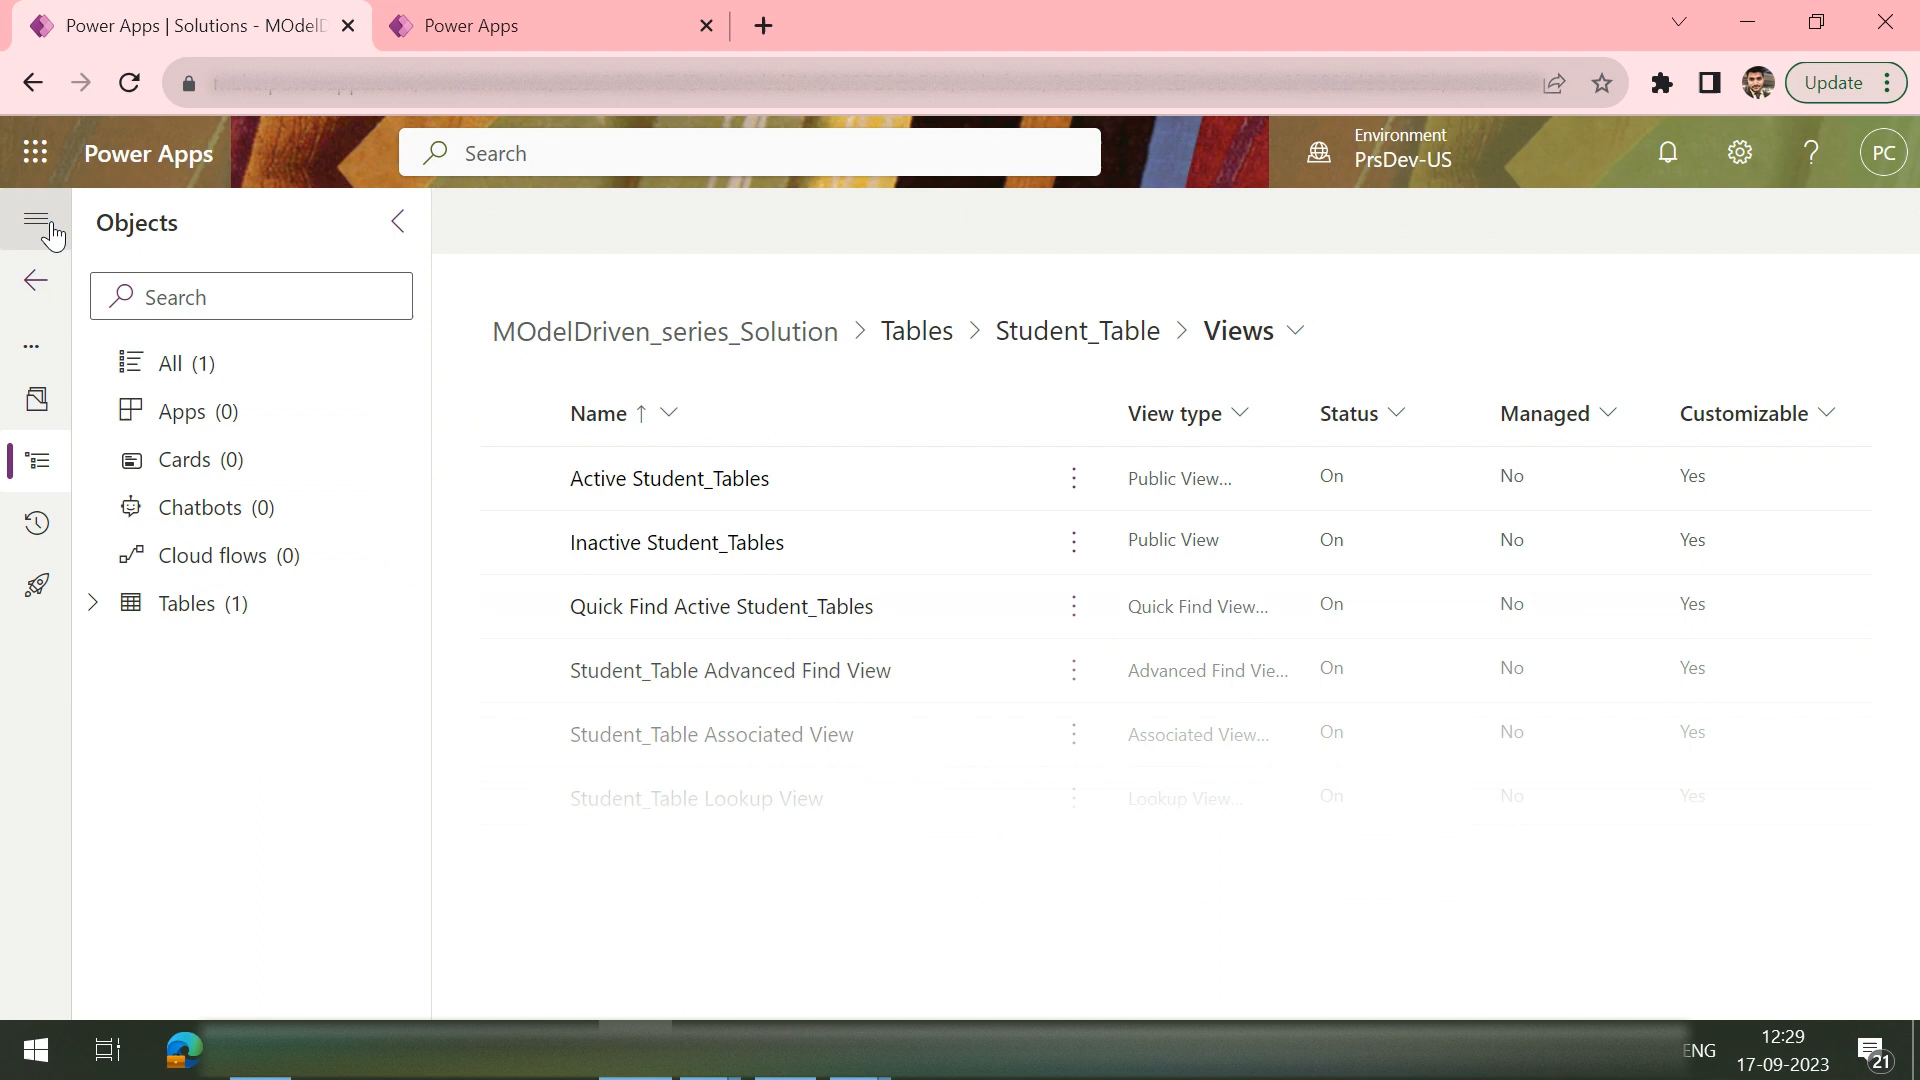 Power Apps | Solutions - MOdelD
Power Apps
Update
Power Apps
Search
Environment
PrsDev-US
PC
Objects
Search
All (1)
Apps (0)
Cards (0)
Chatbots (0)
Cloud flows (0)
Tables (1)
MOdelDriven_series_Solution > Tables > Student_Table > Views
Name ↑ View type Status Managed Customizable
Active Student_Tables Public View... On No Yes
Inactive Student_Tables Public View On No Yes
Quick Find Active Student_Tables Quick Find View... On No Yes
Student_Table Advanced Find View Advanced Find Vie... On No Yes
Student_Table Associated View Associated View... On No Yes
Student_Table Lookup View Lookup View... On No Yes
ENG
12:29
17-09-2023
21